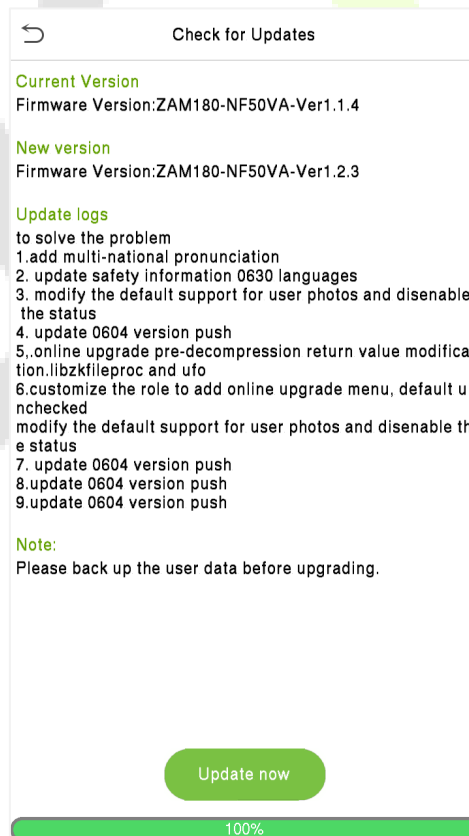 Check for Updates
Current Version
Firmware Version:ZAM180-NF50VA-Ver1.1.4
New version
Firmware Version:ZAM180-NF50VA-Ver1.2.3
Update logs
to solve the problem
1.add multi-national pronunciation
2. update safety information 0630 languages
3. modify the default support for user photos and disenable
the status
4. update 0604 version push
5,.online upgrade pre-decompression return value modifica
tion.libzkfileproc and ufo
6.customize the role to add online upgrade menu, default u
nchecked
modify the default support for user photos and disenable th
e status
7. update 0604 version push
8.update 0604 version push
9.update 0604 version push
Note:
Please back up the user data before upgrading.
Update now
100%